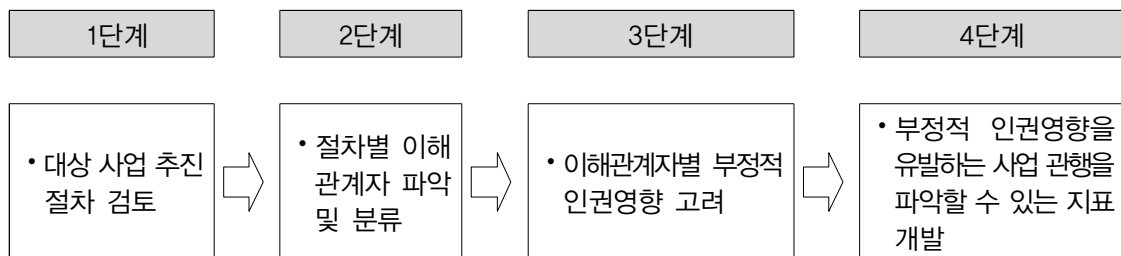 1단계
2단계
3단계
4단계
• 대상 사업 추진
절차 검토
• 절차별 이해
관계자 파악
및 분류
• 이해관계자별 부정적
인권영향 고려
• 부정적 인권영향을
유발하는 사업 관행을
파악할 수 있는 지표
개발